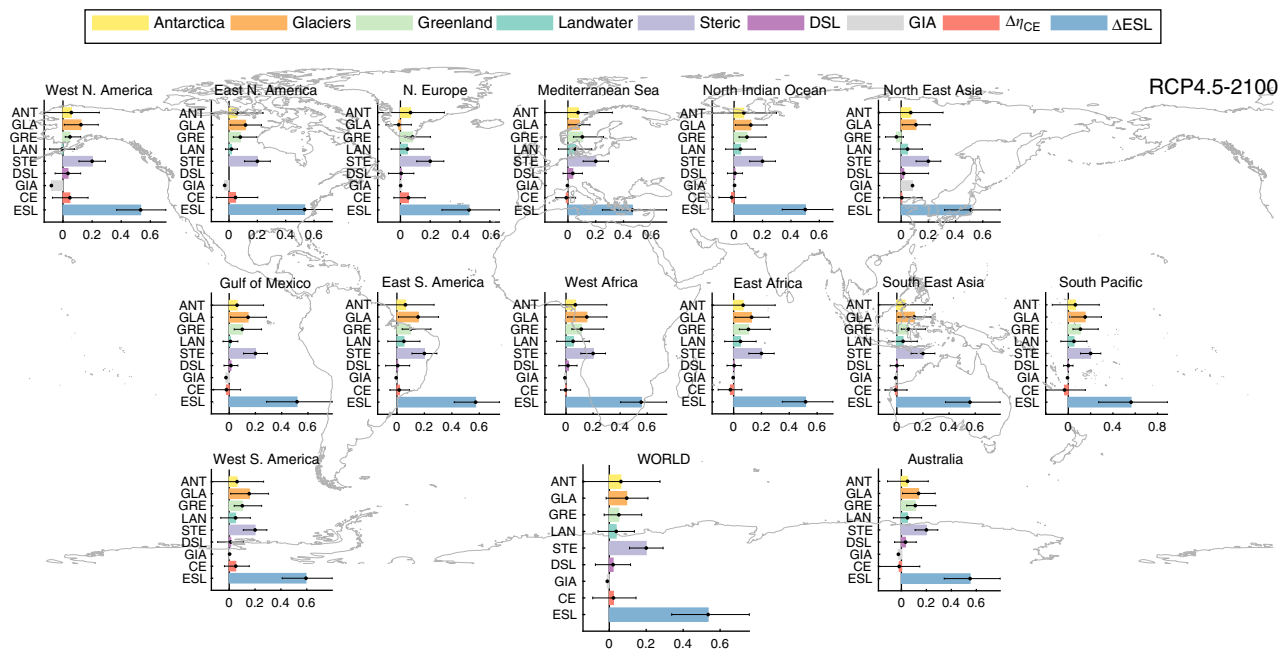 Antarctica Glaciers Greenland Landwater Steric DSL GIA Δη_CE ΔESL
RCP4.5-2100
West N. America
ANT
GLA
GRE
LAN
STE
DSL
GIA
CE
ESL
0 0.2 0.4 0.6
East N. America
ANT
GLA
GRE
LAN
STE
DSL
GIA
CE
ESL
0 0.2 0.4 0.6
N. Europe
ANT
GLA
GRE
LAN
STE
DSL
GIA
CE
ESL
0 0.2 0.4 0.6
Mediterranean Sea
ANT
GLA
GRE
LAN
STE
DSL
GIA
CE
ESL
0 0.2 0.4 0.6
North Indian Ocean
ANT
GLA
GRE
LAN
STE
DSL
GIA
CE
ESL
0 0.2 0.4 0.6
North East Asia
ANT
GLA
GRE
LAN
STE
DSL
GIA
CE
ESL
0 0.2 0.4 0.6
Gulf of Mexico
ANT
GLA
GRE
LAN
STE
DSL
GIA
CE
ESL
0 0.2 0.4 0.6
East S. America
ANT
GLA
GRE
LAN
STE
DSL
GIA
CE
ESL
0 0.2 0.4 0.6
West Africa
ANT
GLA
GRE
LAN
STE
DSL
GIA
CE
ESL
0 0.2 0.4 0.6
East Africa
ANT
GLA
GRE
LAN
STE
DSL
GIA
CE
ESL
0 0.2 0.4 0.6
South East Asia
ANT
GLA
GRE
LAN
STE
DSL
GIA
CE
ESL
0 0.2 0.4 0.6
South Pacific
ANT
GLA
GRE
LAN
STE
DSL
GIA
CE
ESL
0 0.2 0.4 0.6 0.8
West S. America
ANT
GLA
GRE
LAN
STE
DSL
GIA
CE
ESL
0 0.2 0.4 0.6
WORLD
ANT
GLA
GRE
LAN
STE
DSL
GIA
CE
ESL
0 0.2 0.4 0.6
Australia
ANT
GLA
GRE
LAN
STE
DSL
GIA
CE
ESL
0 0.2 0.4 0.6